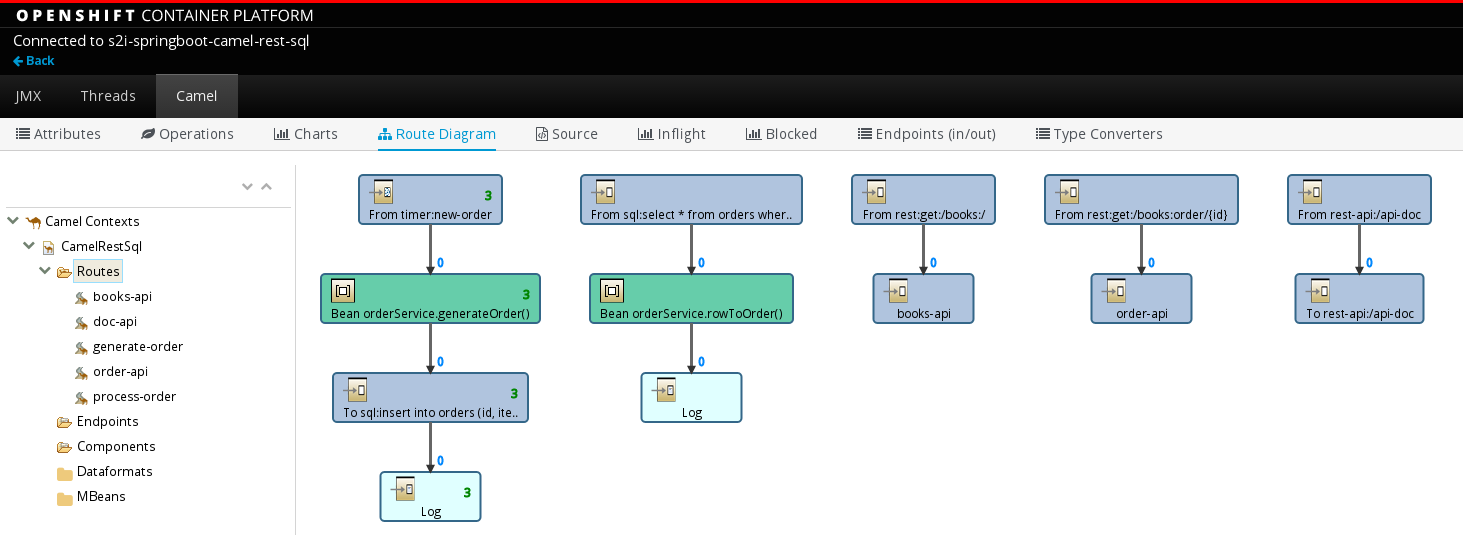 OPENSHIFT CONTAINER PLATFORM
Connected to s2i-springboot-camel-rest-sql
Back
JMX Threads Camel
Attributes Operations Charts Route Diagram Source Inflight Blocked Endpoints (in/out) Type Converters
Camel Contexts
CamelRestSql
Routes
books-api
doc-api
generate-order
order-api
process-order
Endpoints
Components
Dataformats
MBeans
3
From timer:new-order
0
3
Bean orderService.generateOrder()
0
3
To sql:insert into orders (id, ite..
0
3
Log
From sql:select * from orders wher..
0
Bean orderService.rowToOrder()
0
Log
From rest:get:/books:/
0
books-api
From rest:get:/books:order/{id}
0
order-api
From rest-api:/api-doc
0
To rest-api:/api-doc